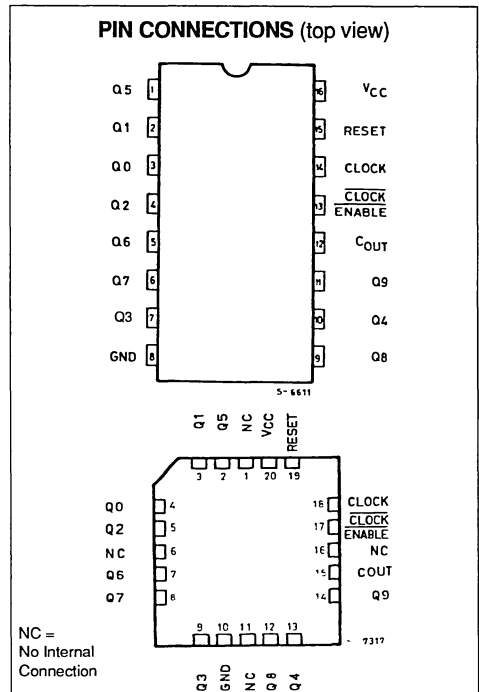 PIN CONNECTIONS (top view)
Q5 1
Q1 2
Q0 3
Q2 4
Q6 5
Q7 6
Q3 7
GND 8
16 VCC
15 RESET
14 CLOCK
13 CLOCK
ENABLE
12 COUT
11 Q9
10 Q4
9 Q8
S-6611
Q1 Q5 NC VCC RESET
3 2 1 20 19
Q0 4
Q2 5
NC 6
Q6 7
Q7 8
18 CLOCK
17 CLOCK
ENABLE
16 NC
15 COUT
14 Q9
9 10 11 12 13
Q3 GND NC Q8 Q4
- 7317
NC =
No Internal
Connection